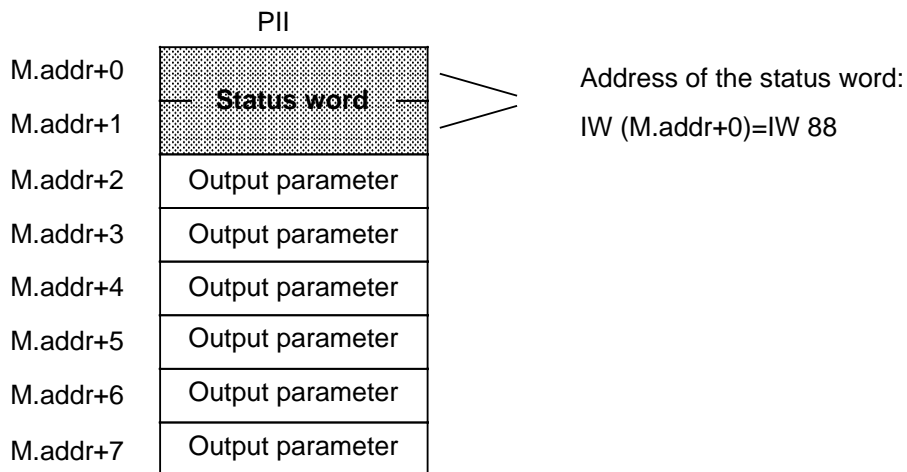 PII
M.addr+0
Status word
Address of the status word:
M.addr+1
IW (M.addr+0)=IW 88
M.addr+2 Output parameter
M.addr+3 Output parameter
M.addr+4 Output parameter
M.addr+5 Output parameter
M.addr+6 Output parameter
M.addr+7 Output parameter